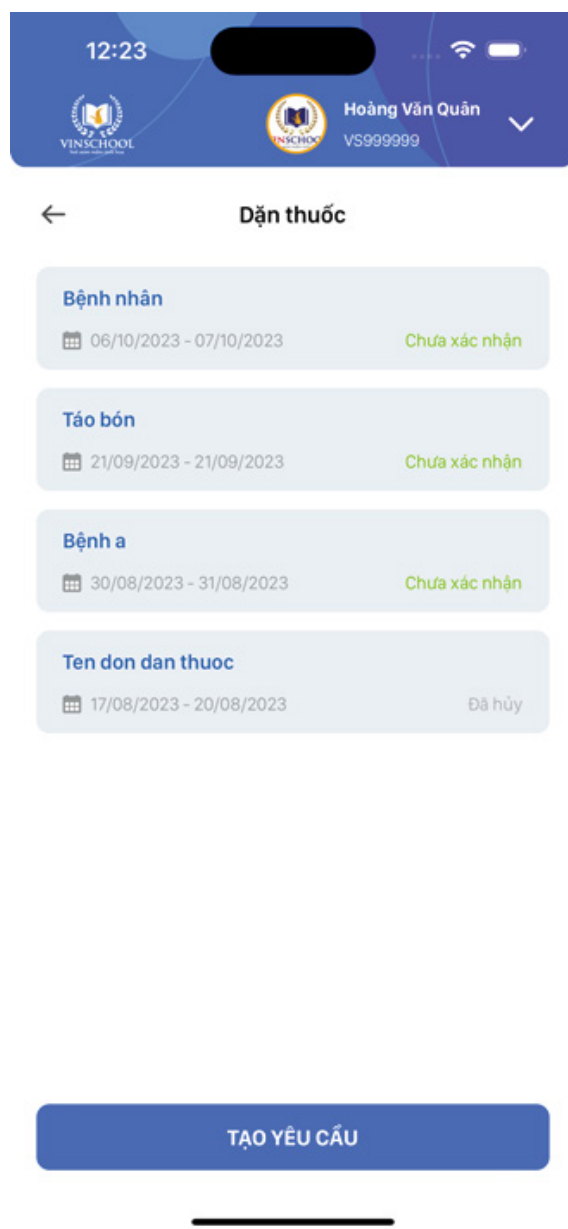 12:23
VINSCHOOL
Hoàng Văn Quân
VS999999
Dặn thuốc
Bệnh nhân
06/10/2023 - 07/10/2023
Chưa xác nhận
Táo bón
21/09/2023 - 21/09/2023
Chưa xác nhận
Bệnh a
30/08/2023 - 31/08/2023
Chưa xác nhận
Ten don dan thuoc
17/08/2023 - 20/08/2023
Đã hủy
TẠO YÊU CẦU